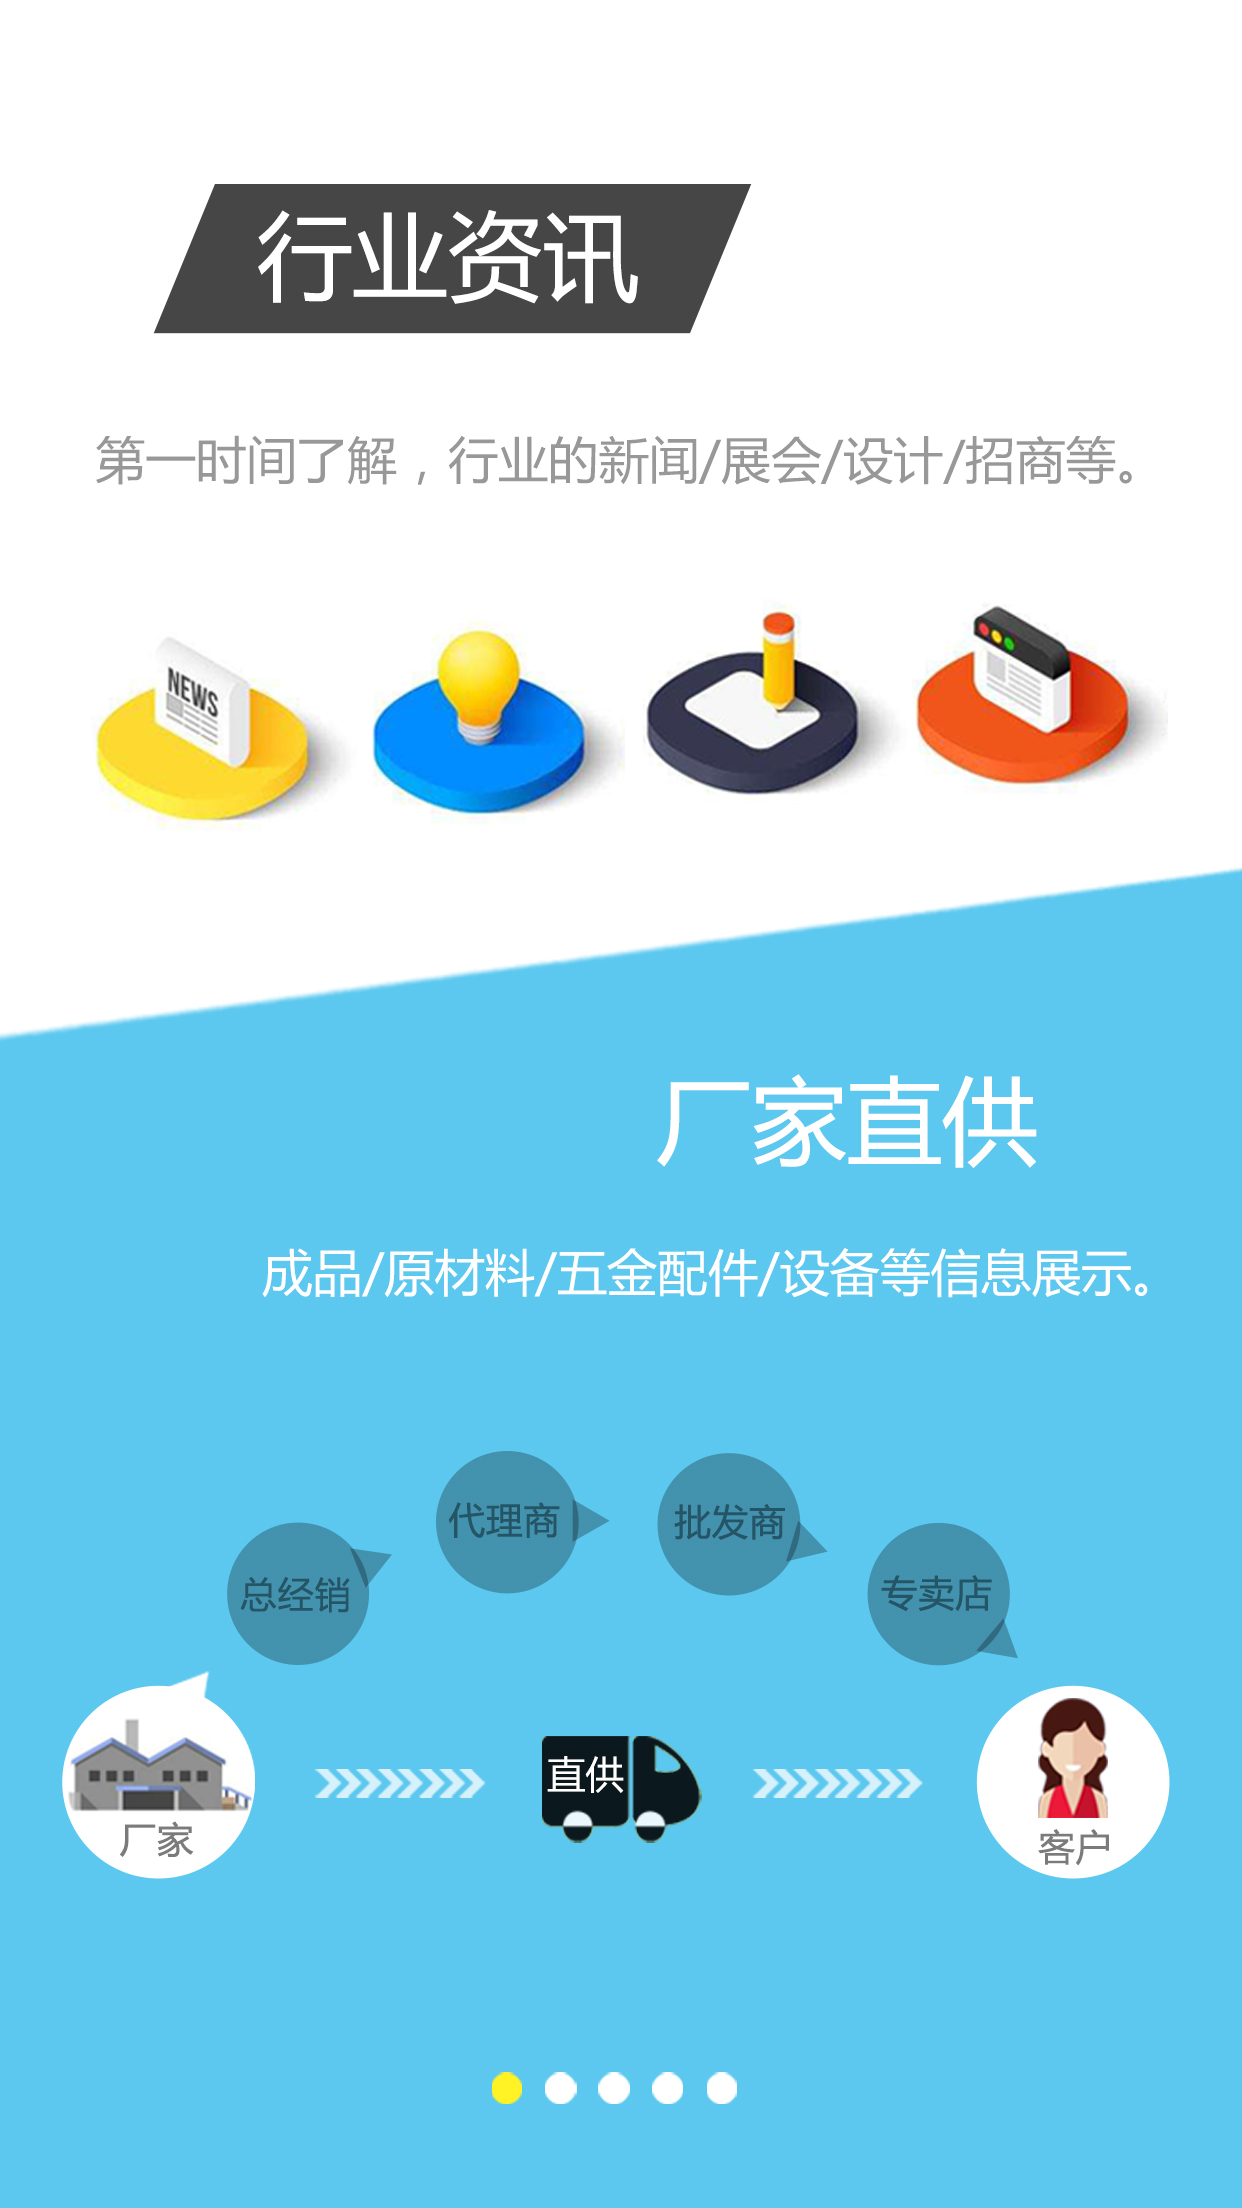 行业资讯
第一时间了解，行业的新闻/展会/设计/招商等。
NEWS
厂家直供
成品/原材料/五金配件/设备等信息展示。
代理商
批发商
总经销
专卖店
直供
厂家
客户